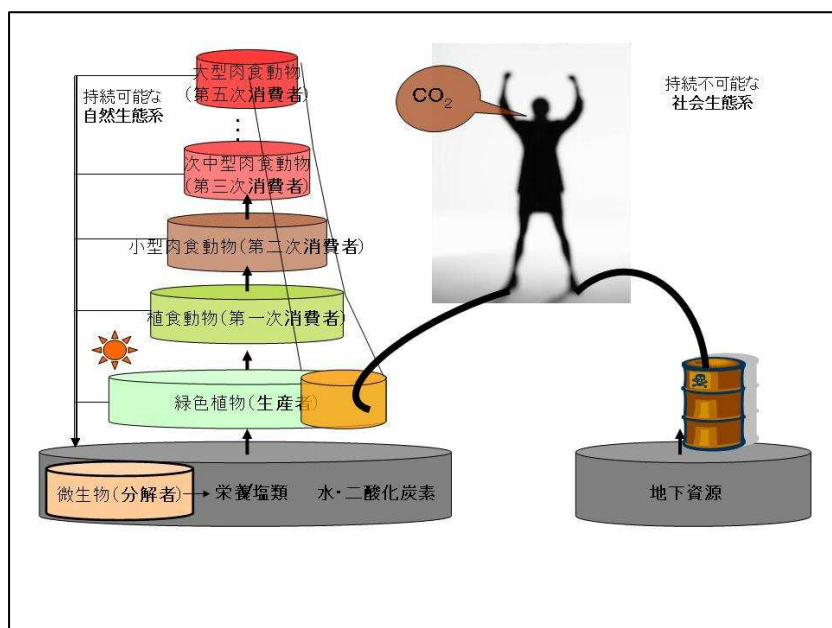 大型肉食動物
(第五次消費者)
持続可能な
自然生態系
⋮
次中型肉食動物
(第三次消費者)
小型肉食動物(第二次消費者)
植食動物(第一次消費者)
緑色植物(生産者)
微生物(分解者)
栄養塩類
水・二酸化炭素
CO₂
持続不可能な
社会生態系
地下資源